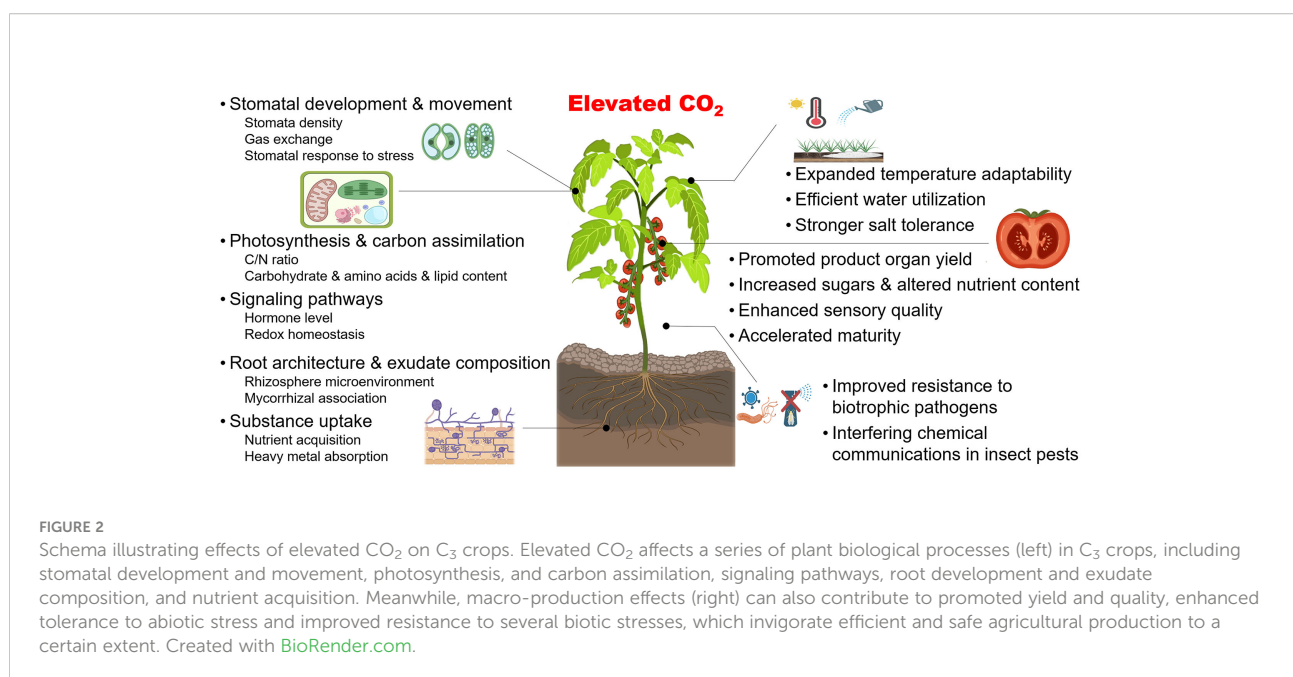 Elevated CO₂
• Stomatal development & movement
Stomata density
Gas exchange
Stomatal response to stress
• Photosynthesis & carbon assimilation
C/N ratio
Carbohydrate & amino acids & lipid content
• Signaling pathways
Hormone level
Redox homeostasis
• Root architecture & exudate composition
Rhizosphere microenvironment
Mycorrhizal association
• Substance uptake
Nutrient acquisition
Heavy metal absorption
• Expanded temperature adaptability
• Efficient water utilization
• Stronger salt tolerance
• Promoted product organ yield
• Increased sugars & altered nutrient content
• Enhanced sensory quality
• Accelerated maturity
• Improved resistance to
biotrophic pathogens
• Interfering chemical
communications in insect pests
FIGURE 2
Schema illustrating effects of elevated CO₂ on C₃ crops. Elevated CO₂ affects a series of plant biological processes (left) in C₃ crops, including
stomatal development and movement, photosynthesis, and carbon assimilation, signaling pathways, root development and exudate
composition, and nutrient acquisition. Meanwhile, macro-production effects (right) can also contribute to promoted yield and quality, enhanced
tolerance to abiotic stress and improved resistance to several biotic stresses, which invigorate efficient and safe agricultural production to a
certain extent. Created with BioRender.com.